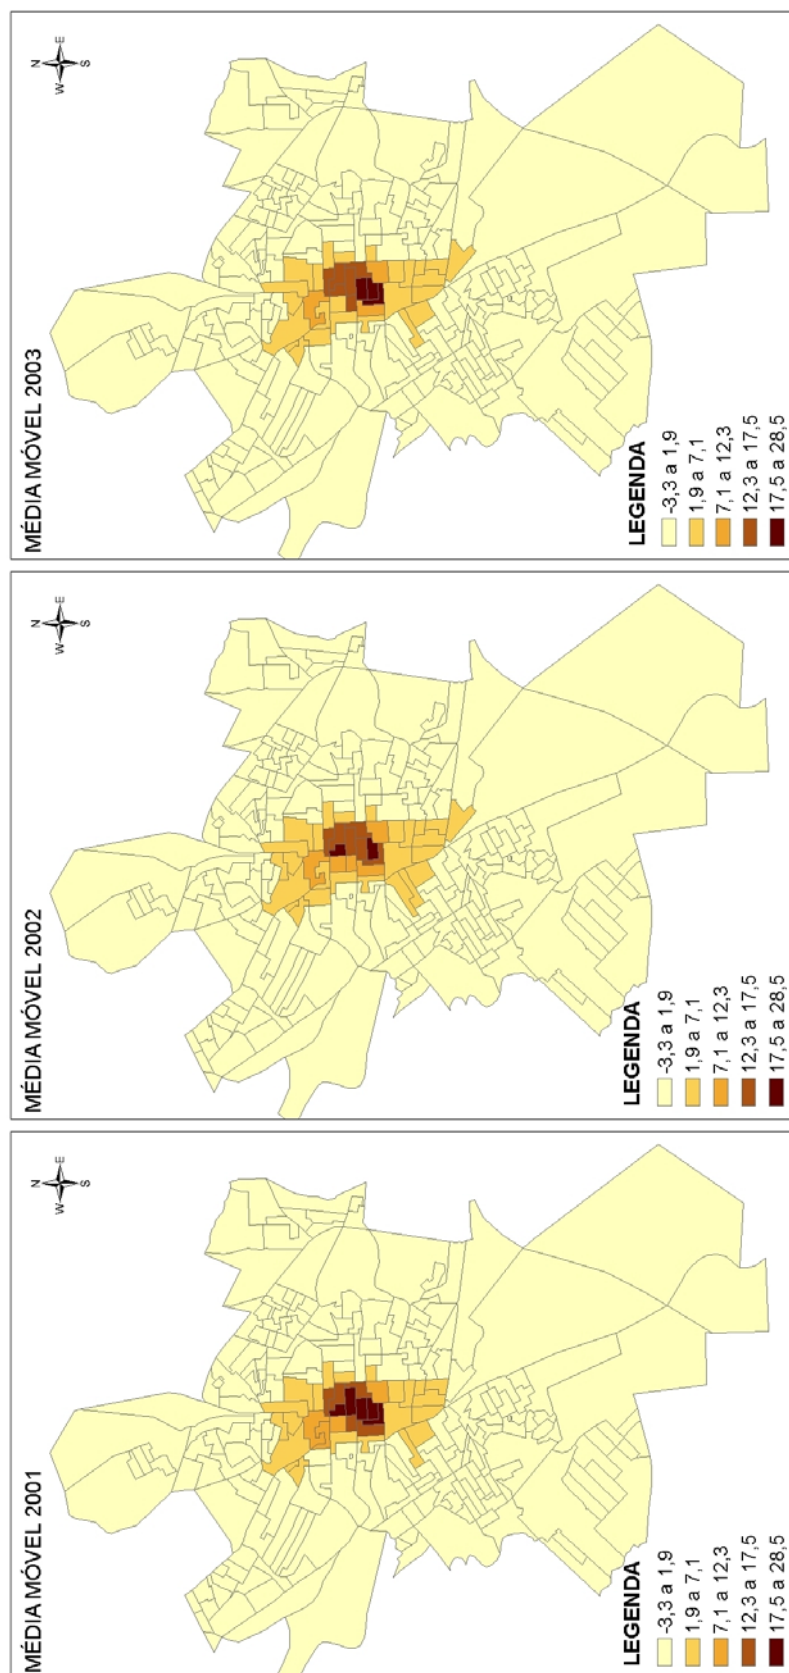 MÉDIA MÓVEL 2003
N
E
S
W
LEGENDA
-3,3 a 1,9
1,9 a 7,1
7,1 a 12,3
12,3 a 17,5
17,5 a 28,5
MÉDIA MÓVEL 2002
N
E
S
W
LEGENDA
-3,3 a 1,9
1,9 a 7,1
7,1 a 12,3
12,3 a 17,5
17,5 a 28,5
MÉDIA MÓVEL 2001
N
E
S
W
LEGENDA
-3,3 a 1,9
1,9 a 7,1
7,1 a 12,3
12,3 a 17,5
17,5 a 28,5